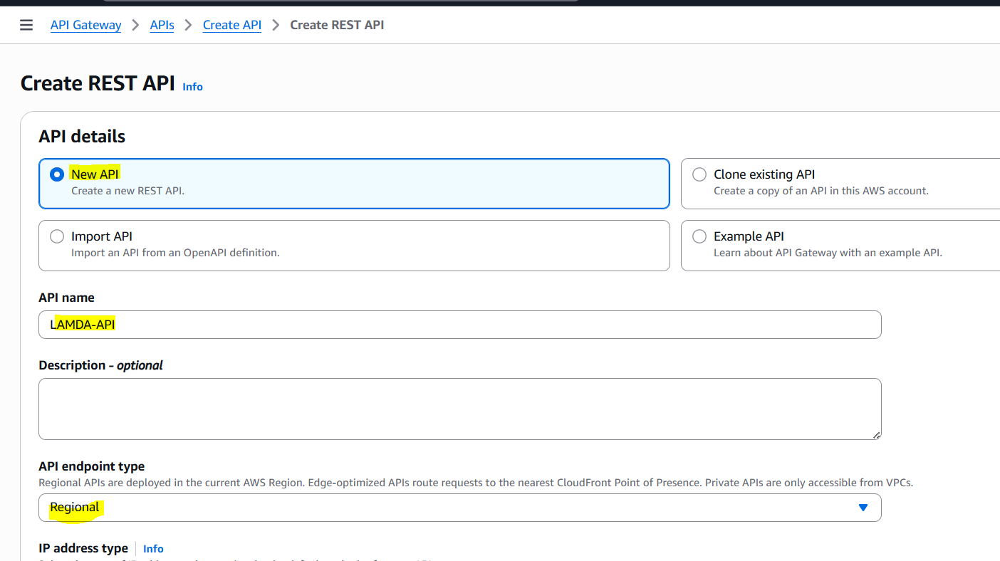 API Gateway > APIs > Create API > Create REST API
Create REST API Info
API details
New API
Create a new REST API.
Clone existing API
Create a copy of an API in this AWS account.
Import API
Import an API from an OpenAPI definition.
Example API
Learn about API Gateway with an example API.
API name
LAMDA-API
Description - optional
API endpoint type
Regional APIs are deployed in the current AWS Region. Edge-optimized APIs route requests to the nearest CloudFront Point of Presence. Private APIs are only accessible from VPCs.
Regional
IP address type Info